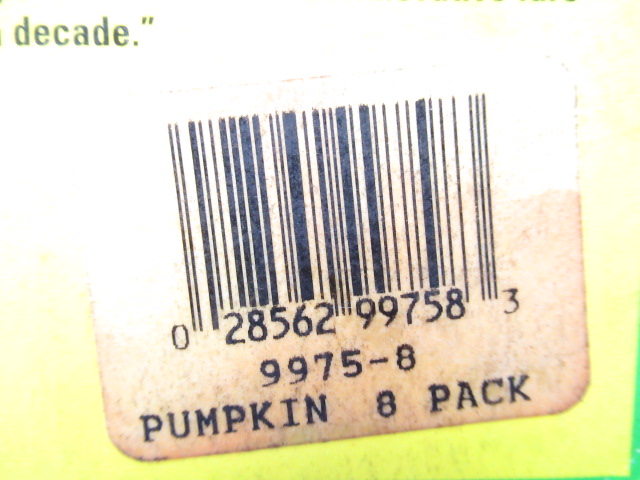 decade."
0 28562 99758 3
9975-8
PUMPKIN 8 PACK